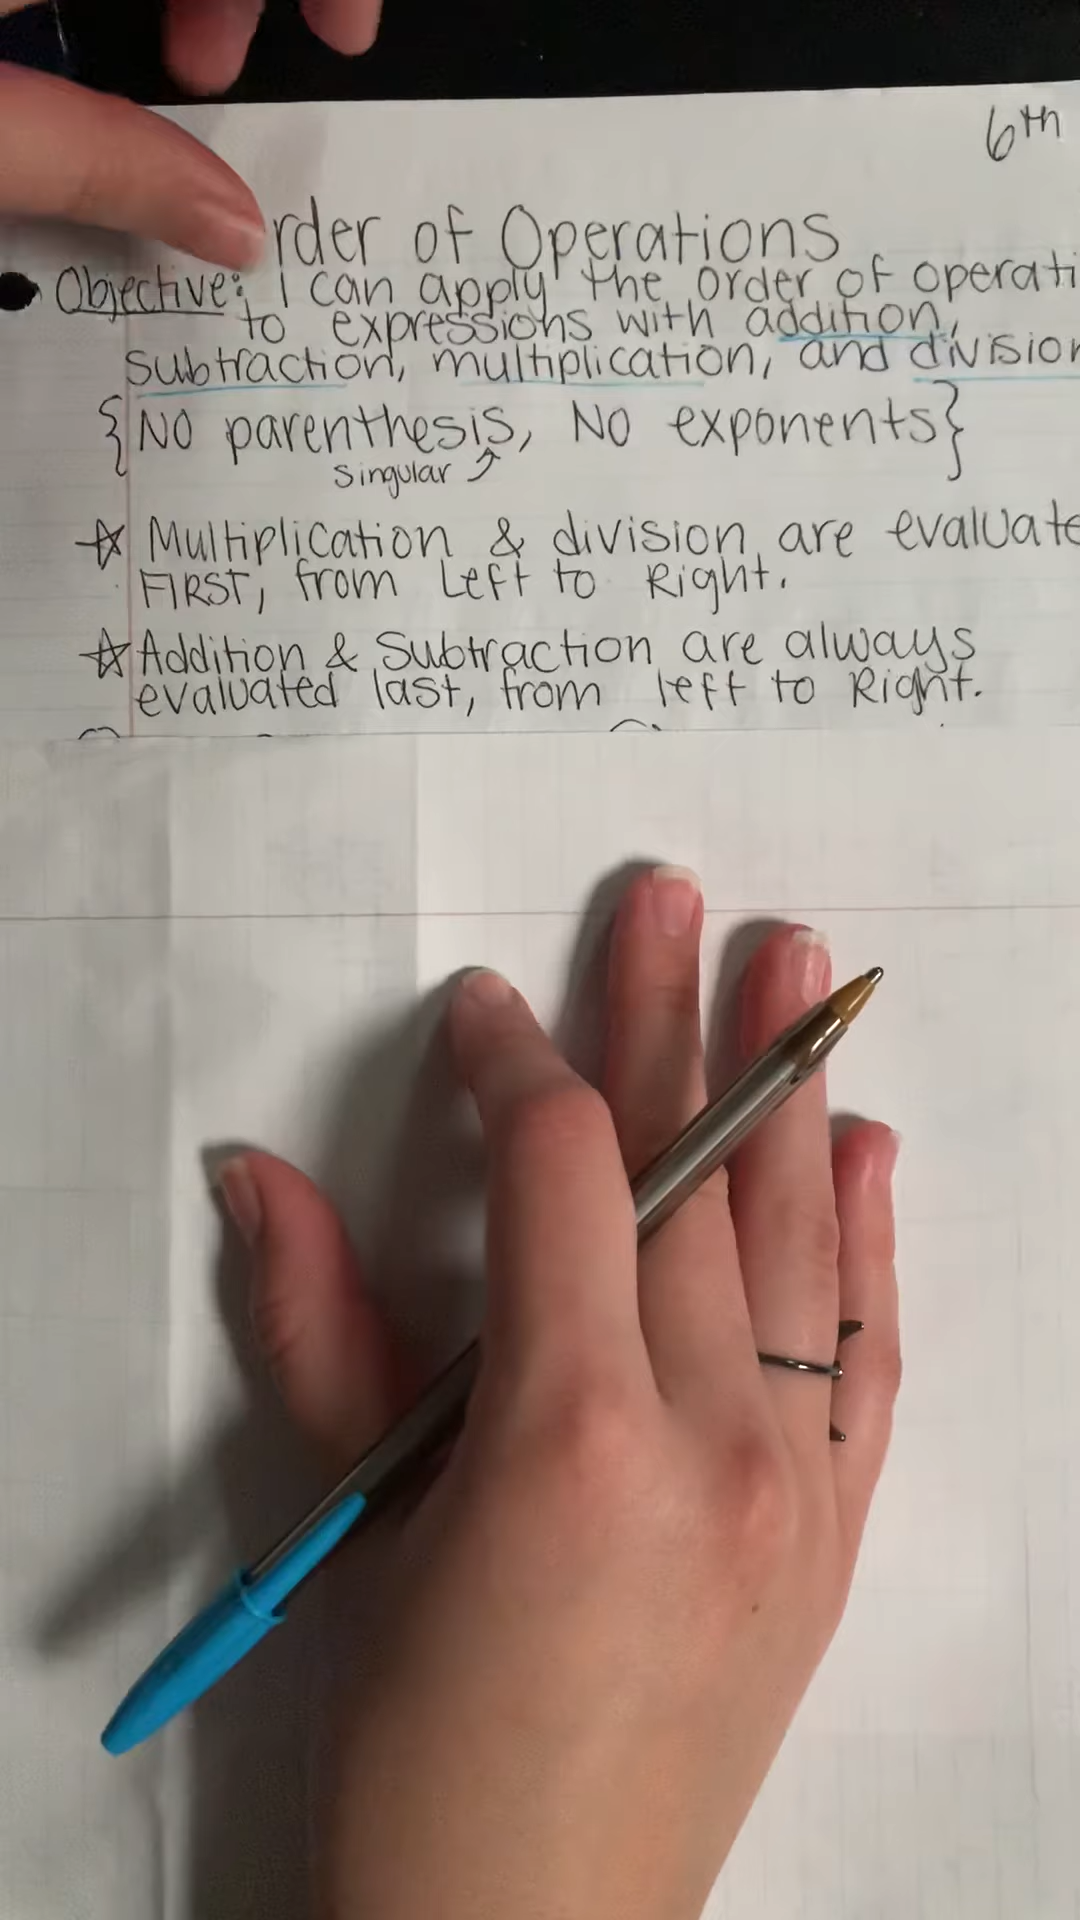 6th
rder of Operations
Objective: I can apply the order of operati
to expressions with addition,
subtraction, multiplication, and division
{No parenthesis, No exponents}
singular
Multiplication & division are evaluate
FIRST, from Left to Right.
Addition & Subtraction are always
evaluated last, from left to Right.